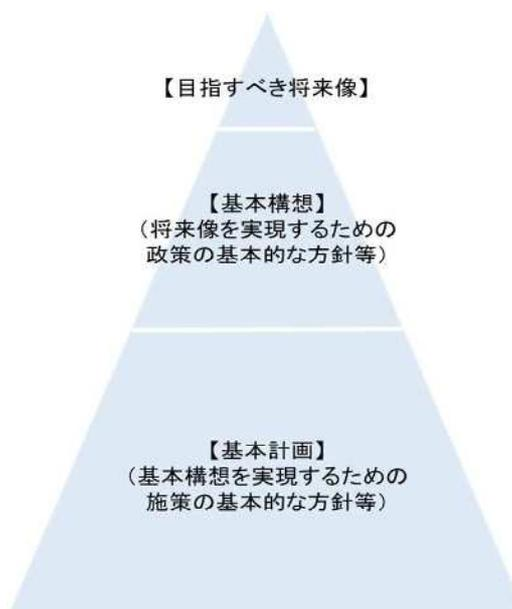 【目指すべき将来像】
【基本構想】
（将来像を実現するための
政策の基本的な方針等）
【基本計画】
（基本構想を実現するための
施策の基本的な方針等）